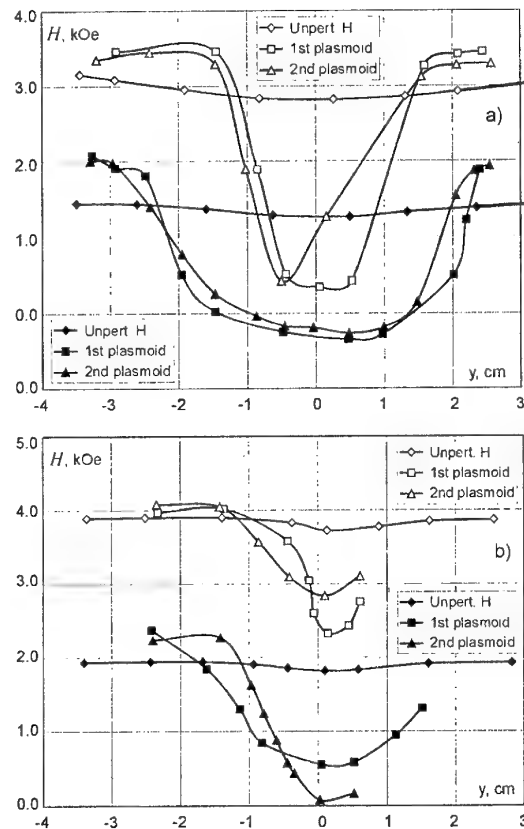 H, kOe
4.0
Unpert H
1st plasmoid
2nd plasmoid
a)
3.0
2.0
1.0
0.0
Unpert H
1st plasmoid
2nd plasmoid
0.0
y, cm
-4 -3 -2 -1 0 1 2 3
5.0
H, kOe
Unpert. H
1st plasmoid
2nd plasmoid
4.0
b)
3.0
Unpert. H
1st plasmoid
2nd plasmoid
2.0
1.0
0.0
y, cm
-4 -3 -2 -1 0 1 2 3